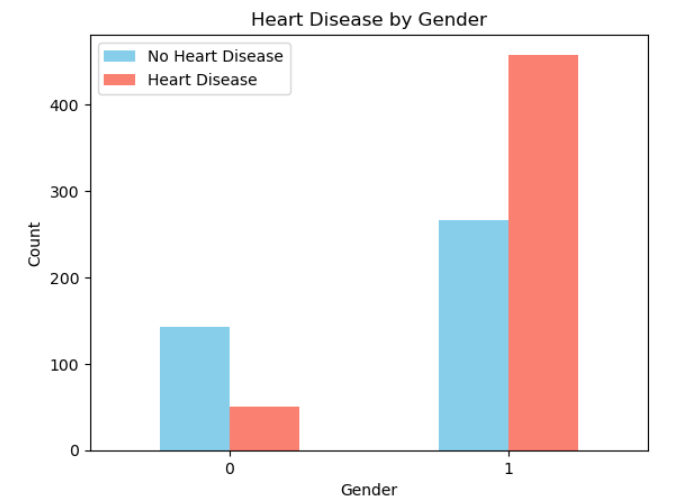 Heart Disease by Gender
No Heart Disease
Heart Disease
400
300
200
100
0
Count
0 1
Gender